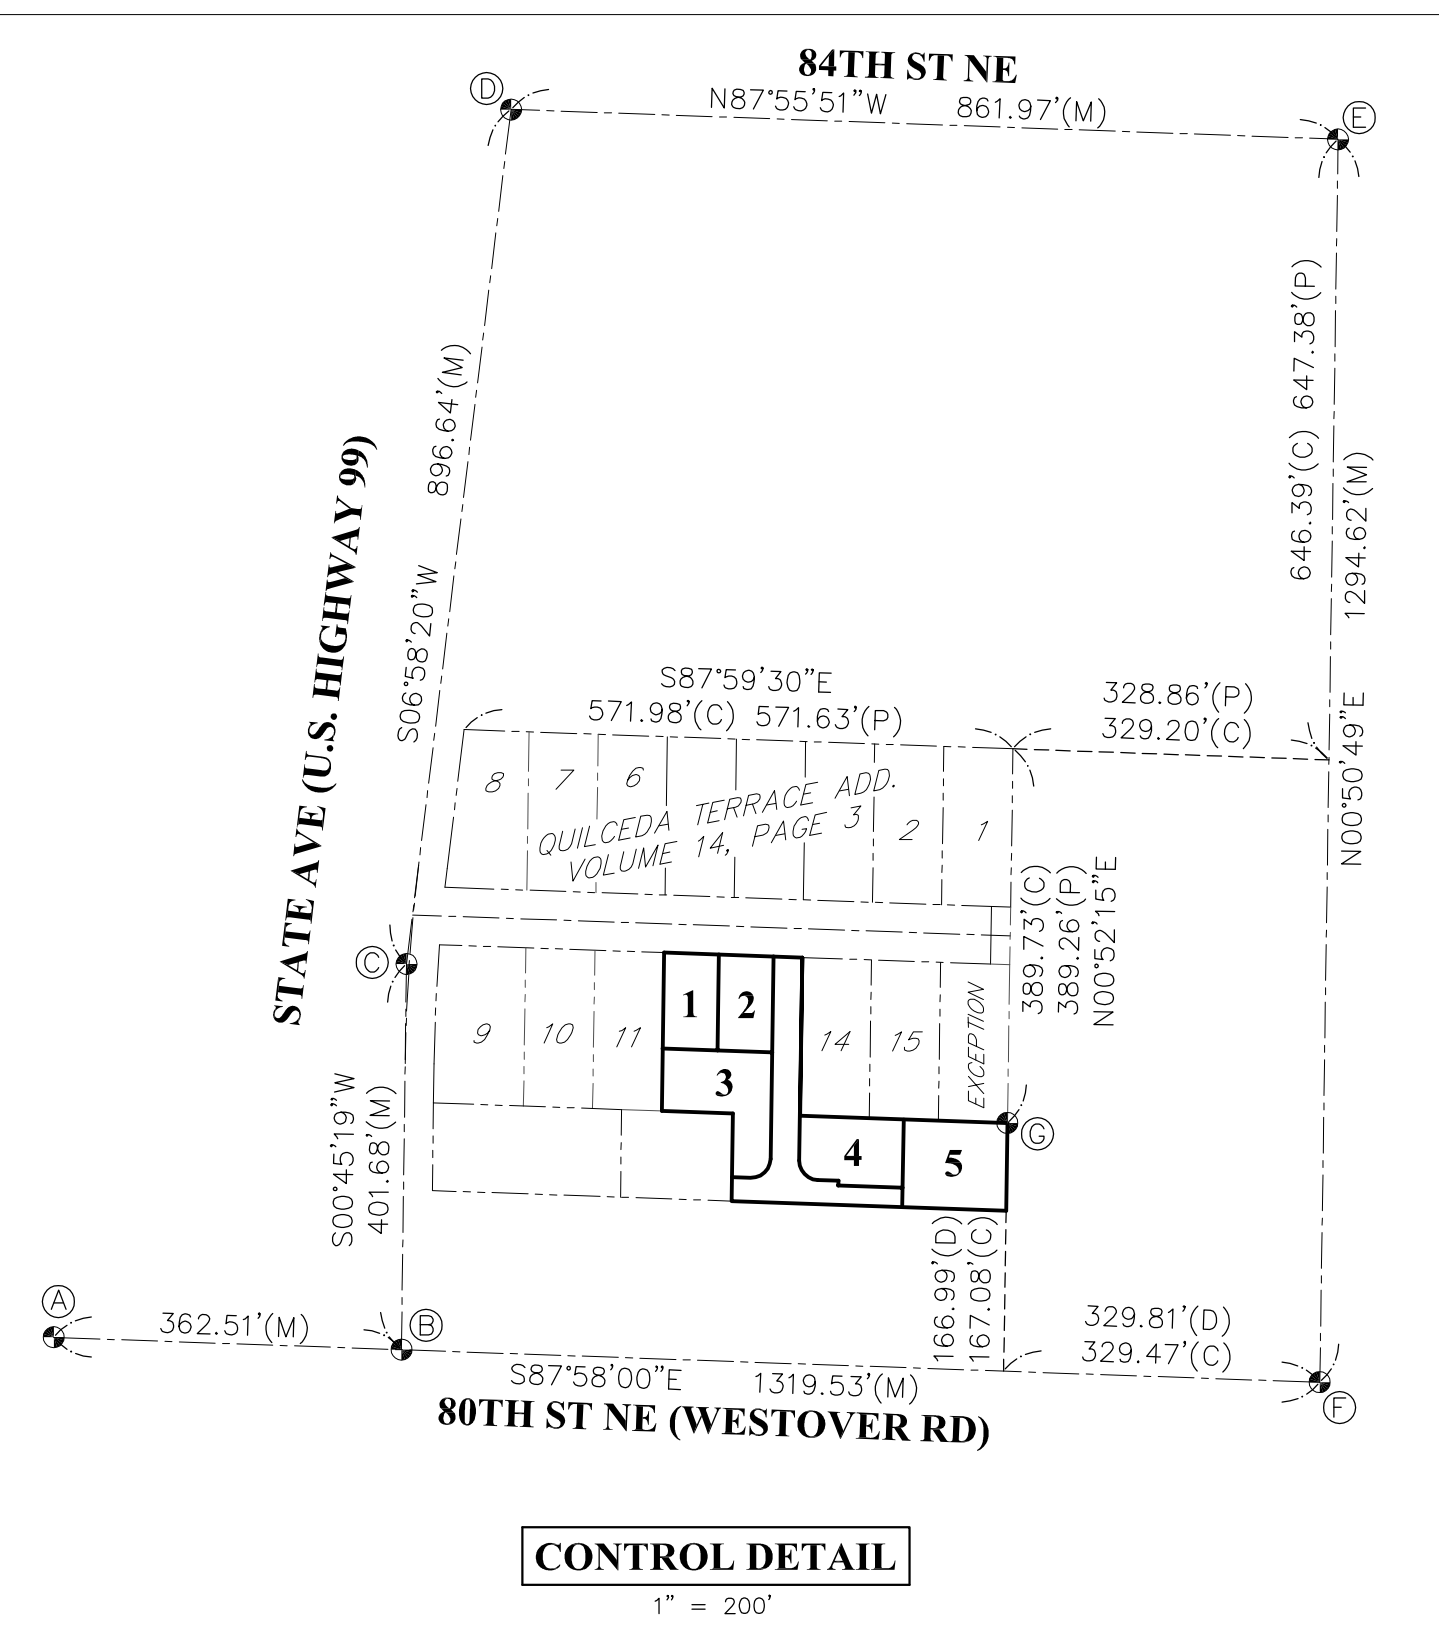 84TH ST NE
D
N87°55'51"W 861.97'(M)
E
896.64'(M)
S06°58'20"W
STATE AVE (U.S. HIGHWAY 99)
646.39'(C) 647.38'(P)
1294.62'(M)
N00°50'49"E
S87°59'30"E
571.98'(C) 571.63'(P)
328.86'(P)
329.20'(C)
8
7
6
2
1
QUILCEDA TERRACE ADD.
VOLUME 14, PAGE 3
389.73'(C)
389.26'(P)
N00°52'15"E
C
9
10
11
1
2
3
14
15
EXCEPTION
4
5
G
S00°45'19"W
401.68'(M)
166.99'(D)
167.08'(C)
A
362.51'(M)
B
329.81'(D)
329.47'(C)
S87°58'00"E 1319.53'(M)
F
80TH ST NE (WESTOVER RD)
CONTROL DETAIL
1" = 200'